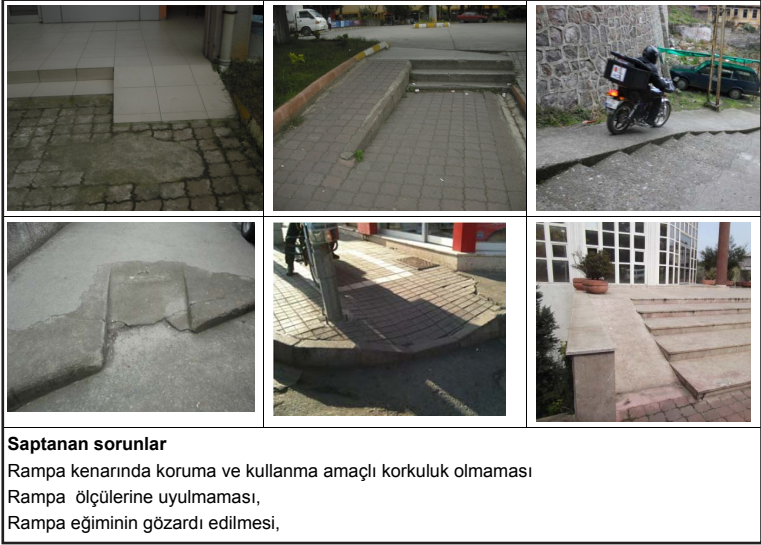 Saptanan sorunlar
Rampa kenarında koruma ve kullanma amaçlı korkuluk olmaması
Rampa  ölçülerine uyulmaması,
Rampa eğiminin gözardı edilmesi,